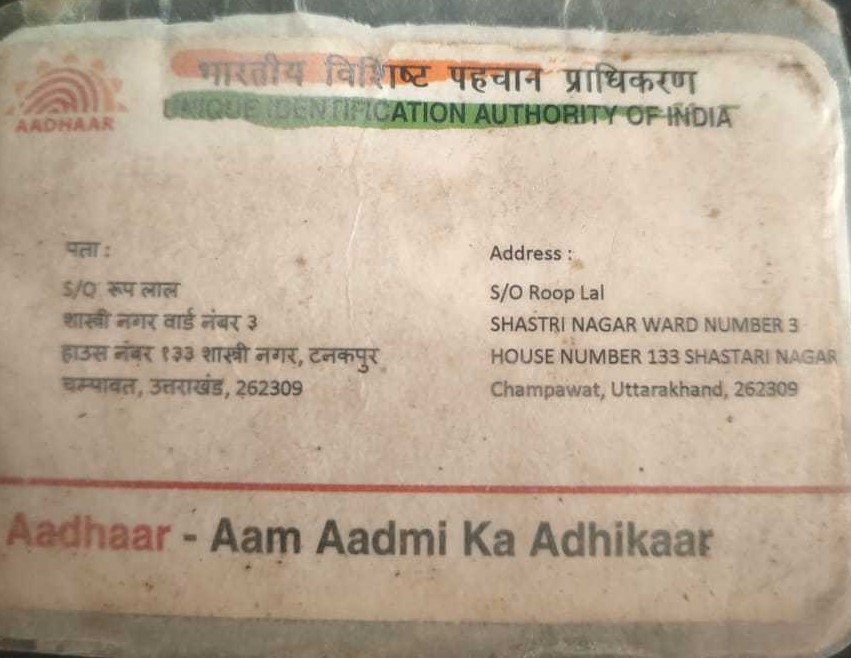 AADHAAR
भारतीय विशिष्ट पहचान प्राधिकरण
UNIQUE IDENTIFICATION AUTHORITY OF INDIA
पता :
S/O रूप लाल
शास्त्री नगर वार्ड नंबर ३
हाउस नंबर १३३ शास्त्री नगर, टनकपुर
चम्पावत, उत्तराखंड, 262309
Address :
S/O Roop Lal
SHASTRI NAGAR WARD NUMBER 3
HOUSE NUMBER 133 SHASTARI NAGAR
Champawat, Uttarakhand, 262309
Aadhaar - Aam Aadmi Ka Adhikaar